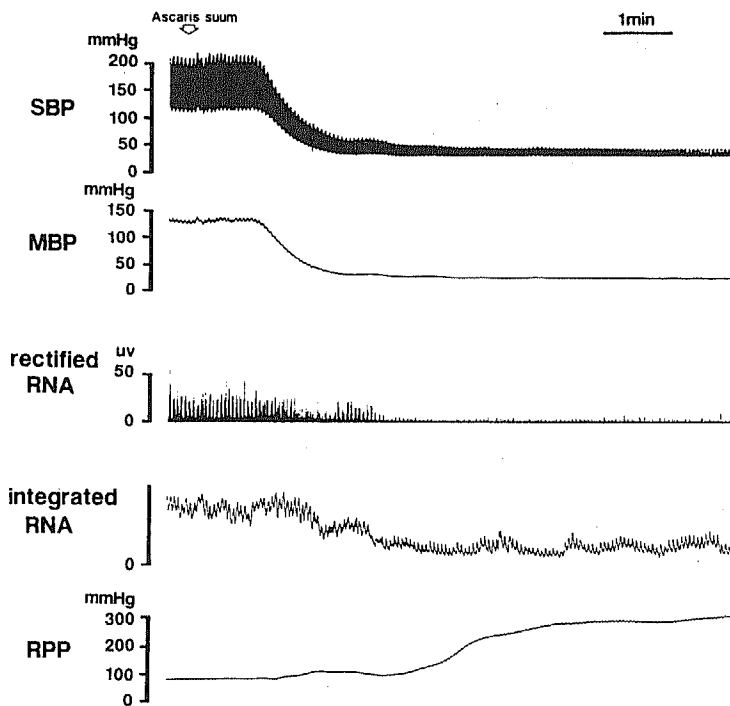 Ascaris suum
1min
mmHg
200
150
100
50
0
SBP
mmHg
150
100
50
0
MBP
uv
50
0
rectified
RNA
integrated
RNA
0
mmHg
300
200
100
0
RPP